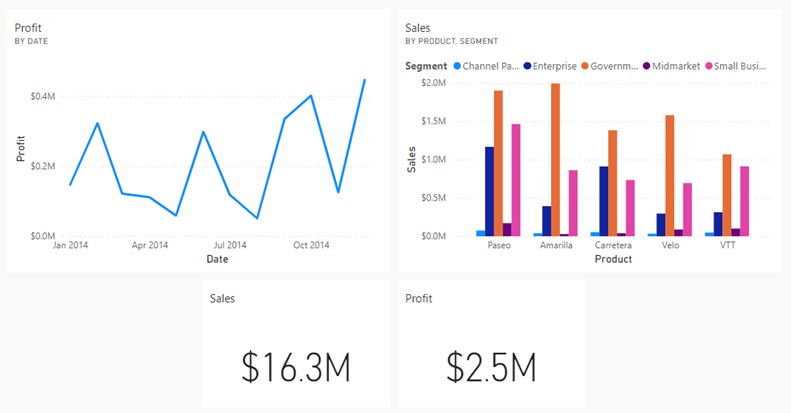 Profit
BY DATE
Profit
$0.4M
$0.2M
$0.0M
Jan 2014 Apr 2014 Jul 2014 Oct 2014
Date
Sales
BY PRODUCT, SEGMENT
Segment Channel Pa... Enterprise Governm... Midmarket Small Busi...
Sales
$2.0M
$1.5M
$1.0M
$0.5M
$0.0M
Paseo Amarilla Carretera Velo VTT
Product
Sales
$16.3M
Profit
$2.5M